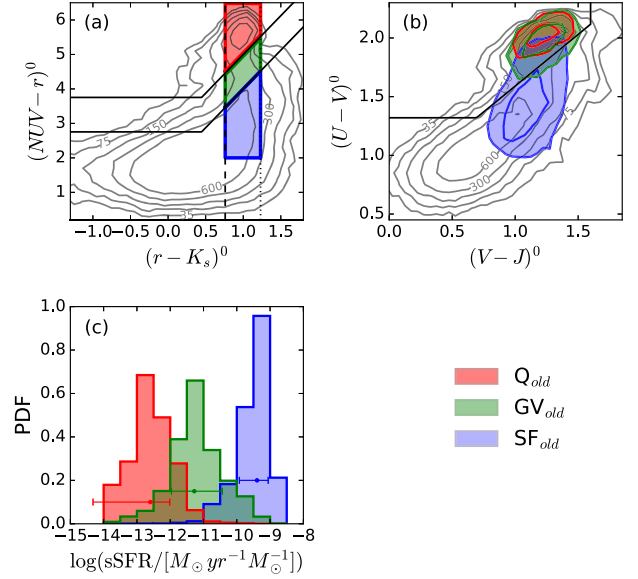 (a)
(NUV − r)⁰
6
5
4
3
2
1
−1.0 −0.5 0.0 0.5 1.0 1.5
(r − Kₛ)⁰
35
75
150
300
600
(b)
(U − V)⁰
2.0
1.5
1.0
0.5
0.0 0.5 1.0 1.5
(V − J)⁰
35
150
75
600
300
(c)
PDF
1.0
0.8
0.6
0.4
0.2
0.0
−15 −14 −13 −12 −11 −10 −9 −8
log(sSFR/[M⊙ yr⁻¹ M⊙⁻¹]
Q_old
GV_old
SF_old